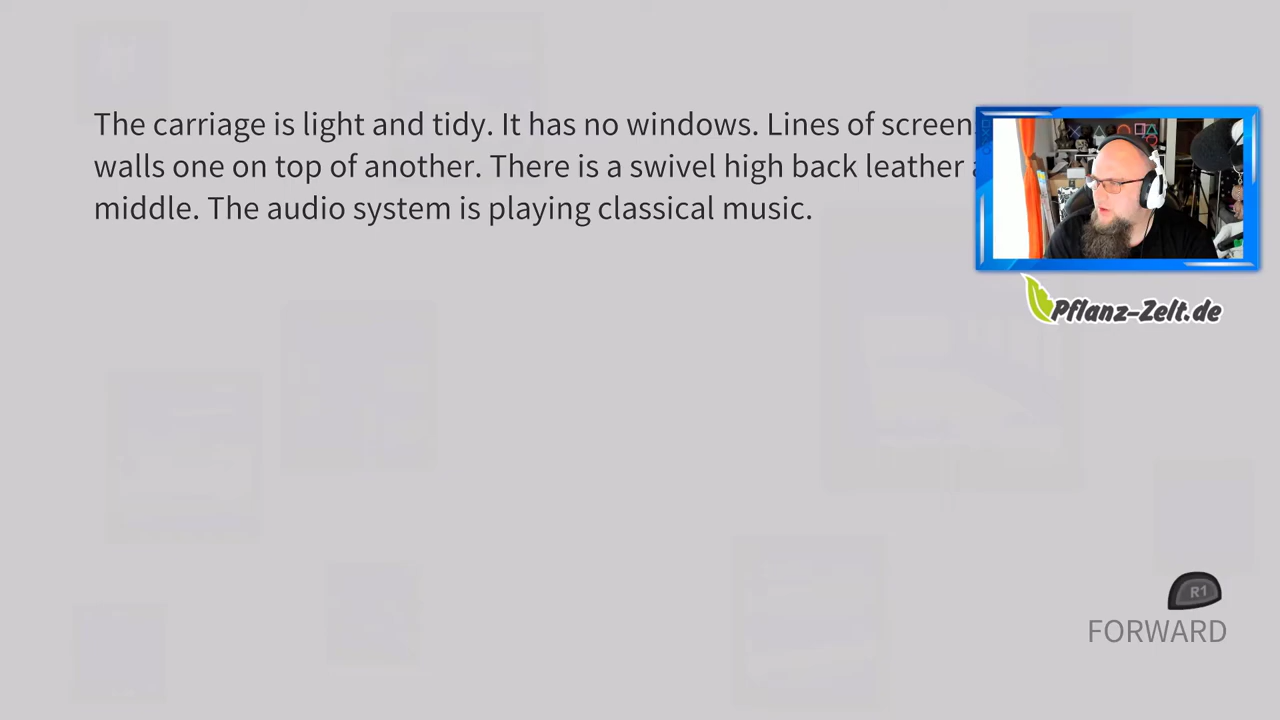 The carriage is light and tidy. It has no windows. Lines of screen
walls one on top of another. There is a swivel high back leather
middle. The audio system is playing classical music.
Pflanz-Zelt.de
R1
FORWARD